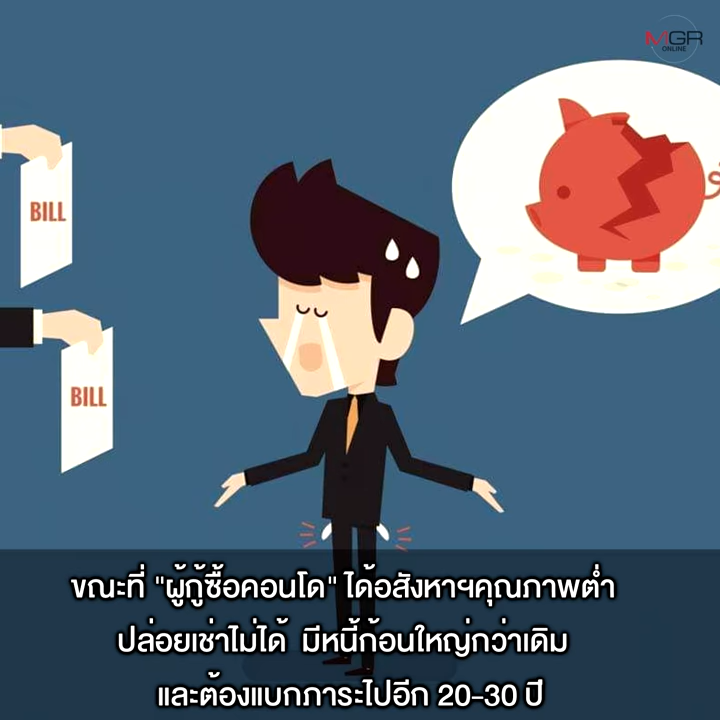 MGR
ONLINE
BILL
BILL
ขณะที่ "ผู้กู้ซื้อคอนโด" ได้อสังหาฯคุณภาพต่ำ
ปล่อยเช่าไม่ได้ มีหนี้ก้อนใหญ่กว่าเดิม
และต้องแบกภาระไปอีก 20-30 ปี